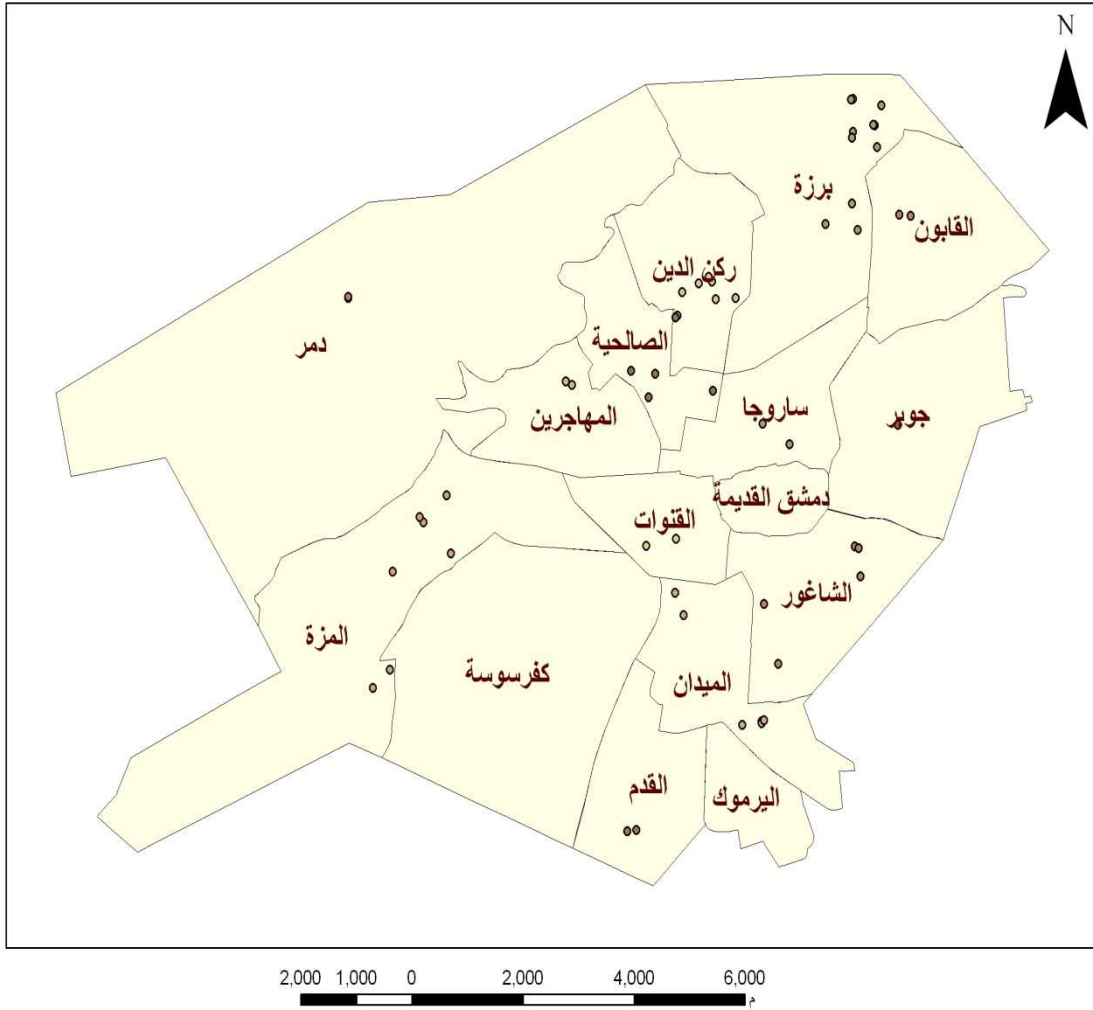 N
برزة
القابون
ركن الدين
الصالحية
دمر
المهاجرين
ساروجا
جوبر
دمشق القديمة
القنوات
الشاغور
المزة
كفرسوسة
الميدان
القدم
اليرموك
2,000 1,000 0 2,000 4,000 6,000
م